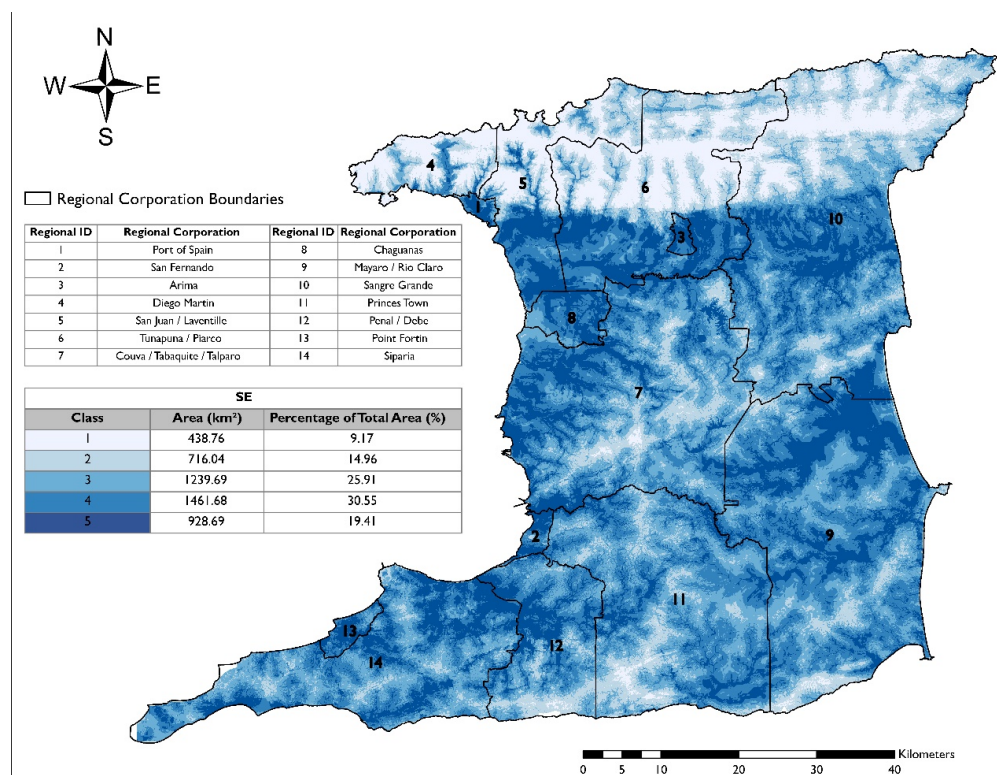 N
W E
S
Regional Corporation Boundaries
Regional ID Regional Corporation Regional ID Regional Corporation
1 Port of Spain 8 Chaguanas
2 San Fernando 9 Mayaro / Rio Claro
3 Arima 10 Sangre Grande
4 Diego Martin 11 Princes Town
5 San Juan / Laventille 12 Penal / Debe
6 Tunapuna / Piarco 13 Point Fortin
7 Couva / Tabaquite / Talparo 14 Siparia
SE
Class Area (km²) Percentage of Total Area (%)
1 438.76 9.17
2 716.04 14.96
3 1239.69 25.91
4 1461.68 30.55
5 928.69 19.41
4
5
6
1
10
3
8
7
2
9
11
13
12
14
Kilometers
0 5 10 20 30 40